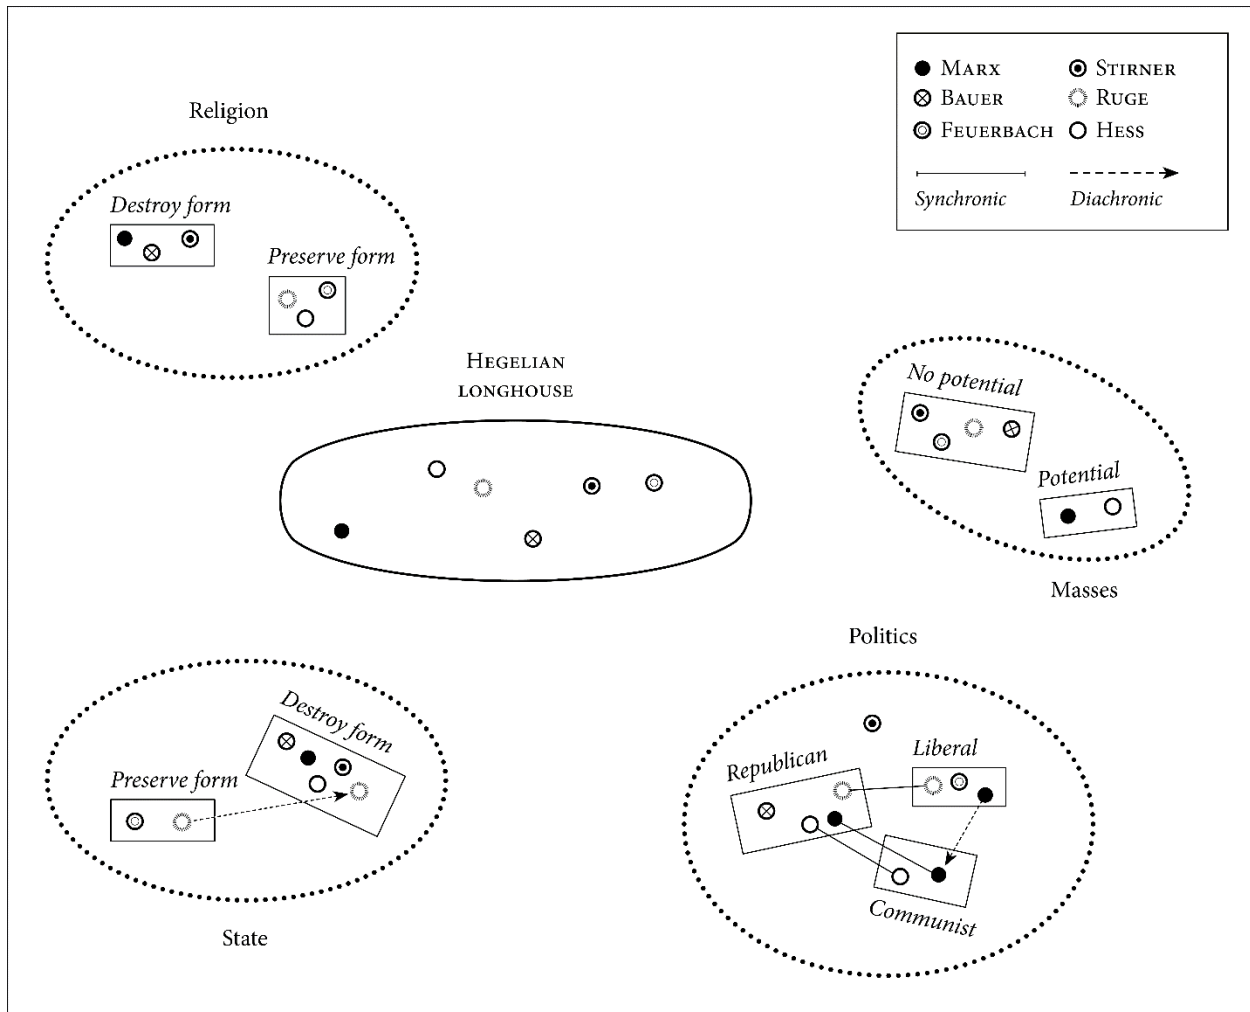 MARX
STIRNER
BAUER
RUGE
FEUERBACH
HESS
Synchronic
Diachronic
Religion
Destroy form
Preserve form
HEGELIAN
LONGHOUSE
No potential
Potential
Masses
Politics
Destroy form
Preserve form
State
Republican
Liberal
Communist